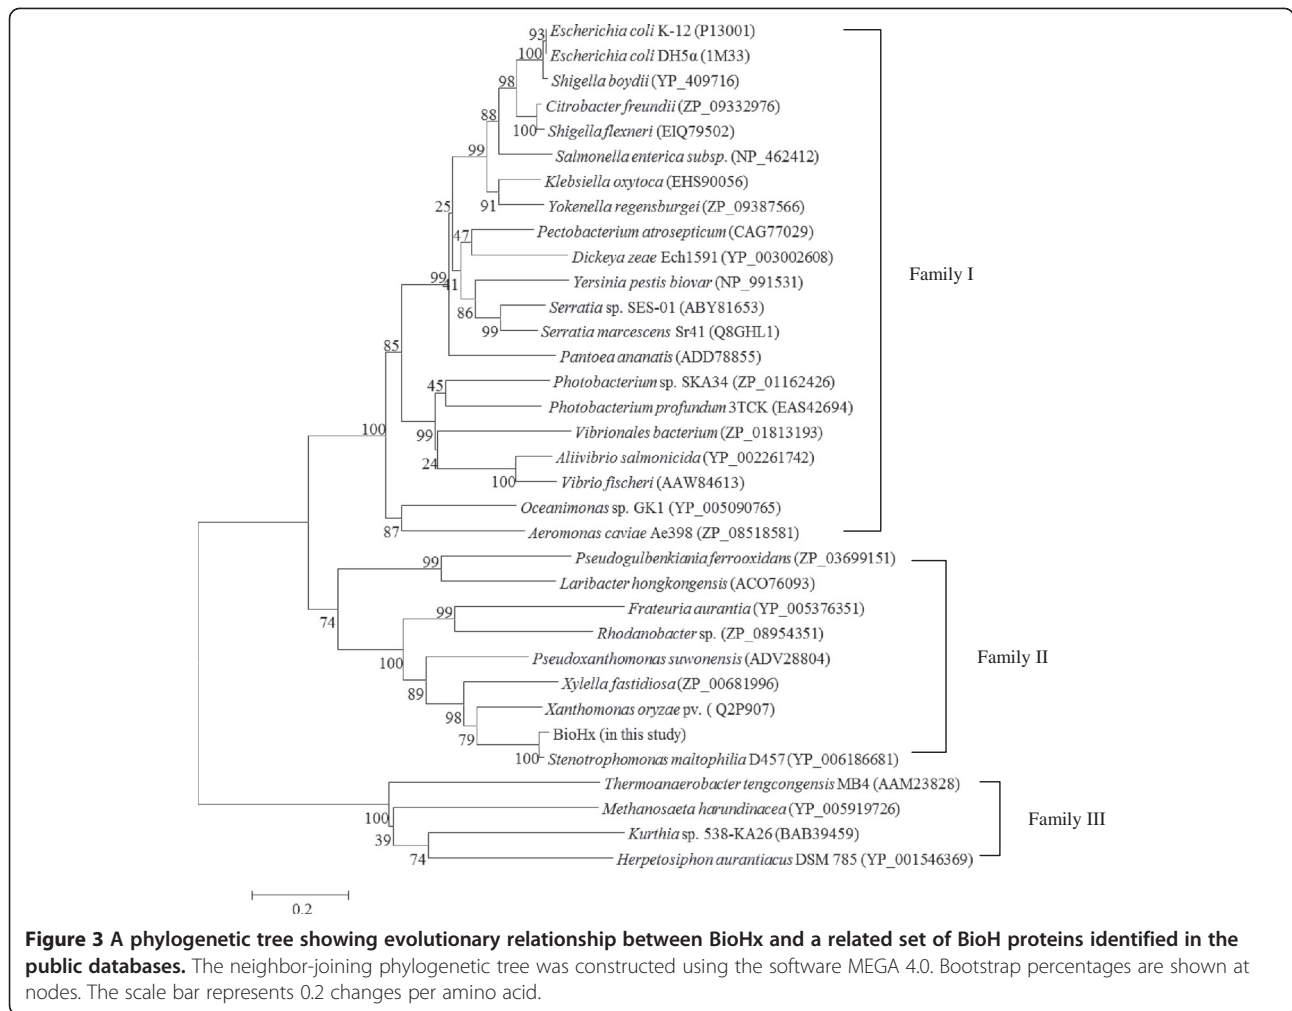 93 Escherichia coli K-12 (P13001)
100 Escherichia coli DH5α (1M33)
98 Shigella boydii (YP_409716)
Citrobacter freundii (ZP_09332976)
88
100 Shigella flexneri (EIQ79502)
99 Salmonella enterica subsp. (NP_462412)
Klebsiella oxytoca (EHS90056)
25 91 Yokenella regensburgei (ZP_09387566)
47 Pectobacterium atrosepticum (CAG77029)
Dickeya zeae Ech1591 (YP_003002608)
Family I
99 41 Yersinia pestis biovar (NP_991531)
86 Serratia sp. SES-01 (ABY81653)
99 Serratia marcescens Sr41 (Q8GHL1)
85 Pantoea ananatis (ADD78855)
45 Photobacterium sp. SKA34 (ZP_01162426)
Photobacterium profundum 3TCK (EAS42694)
100 99 Vibrionales bacterium (ZP_01813193)
24 Aliivibrio salmonicida (YP_002261742)
100 Vibrio fischeri (AAW84613)
Oceanimonas sp. GK1 (YP_005090765)
87 Aeromonas caviae Ae398 (ZP_08518581)
99 Pseudogulbenkiania ferrooxidans (ZP_03699151)
Laribacter hongkongensis (ACO76093)
74 99 Frateuria aurantia (YP_005376351)
Rhodanobacter sp. (ZP_08954351)
100 Pseudoxanthomonas suwonensis (ADV28804)
Family II
89 Xylella fastidiosa (ZP_00681996)
98 Xanthomonas oryzae pv. ( Q2P907)
79 BioHx (in this study)
100 Stenotrophomonas maltophilia D457 (YP_006186681)
Thermoanaerobacter tengcongensis MB4 (AAM23828)
100 Methanosaeta harundinacea (YP_005919726)
Family III
39 Kurthia sp. 538-KA26 (BAB39459)
74 Herpetosiphon aurantiacus DSM 785 (YP_001546369)
0.2
Figure 3 A phylogenetic tree showing evolutionary relationship between BioHx and a related set of BioH proteins identified in the
public databases. The neighbor-joining phylogenetic tree was constructed using the software MEGA 4.0. Bootstrap percentages are shown at
nodes. The scale bar represents 0.2 changes per amino acid.